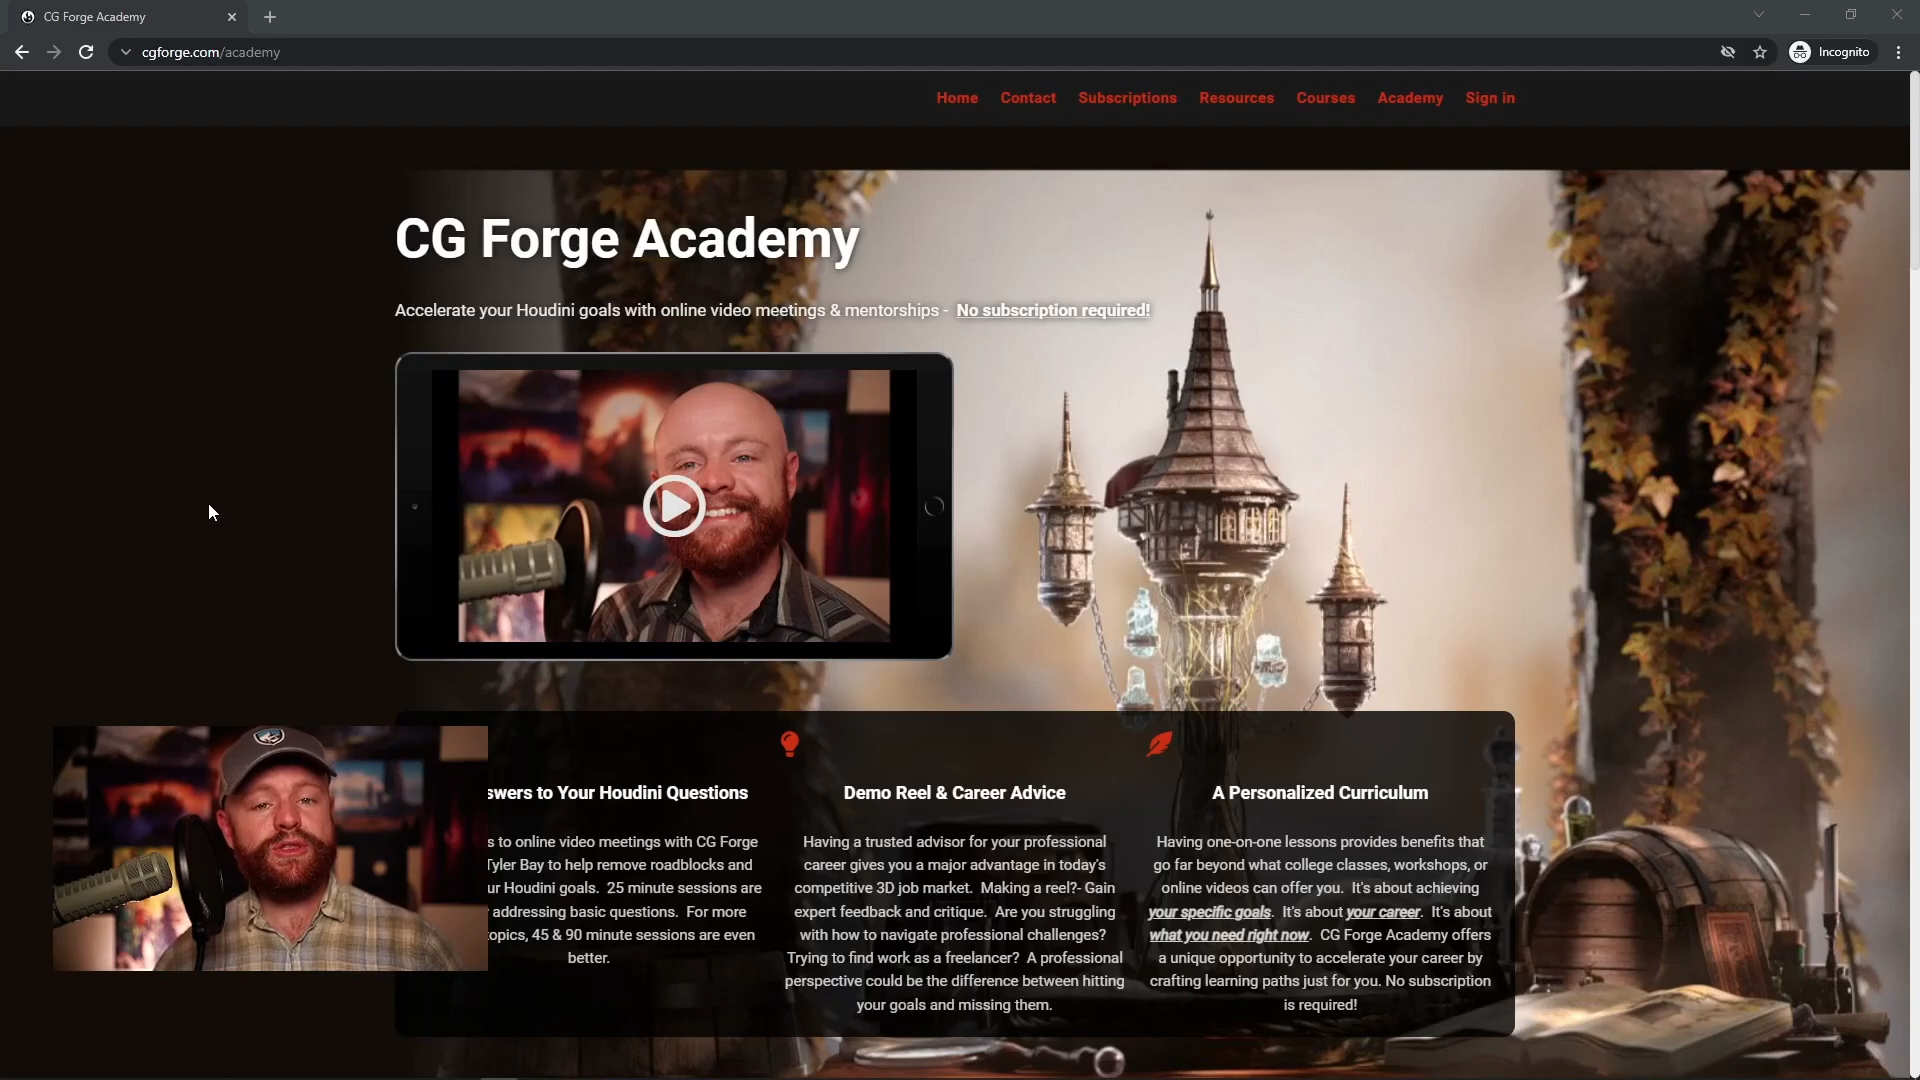 CG Forge Academy
cgforge.com/academy
Incognito
Home Contact Subscriptions Resources Courses Academy Sign in
CG Forge Academy
Accelerate your Houdini goals with online video meetings & mentorships - No subscription required!
swers to Your Houdini Questions
s to online video meetings with CG Forge
Tyler Bay to help remove roadblocks and
ur Houdini goals. 25 minute sessions are
addressing basic questions. For more
topics, 45 & 90 minute sessions are even
better.
Demo Reel & Career Advice
Having a trusted advisor for your professional
career gives you a major advantage in today's
competitive 3D job market. Making a reel?- Gain
expert feedback and critique. Are you struggling
with how to navigate professional challenges?
Trying to find work as a freelancer? A professional
perspective could be the difference between hitting
your goals and missing them.
A Personalized Curriculum
Having one-on-one lessons provides benefits that
go far beyond what college classes, workshops, or
online videos can offer you. It's about achieving
your specific goals. It's about your career. It's about
what you need right now. CG Forge Academy offers
a unique opportunity to accelerate your career by
crafting learning paths just for you. No subscription
is required!